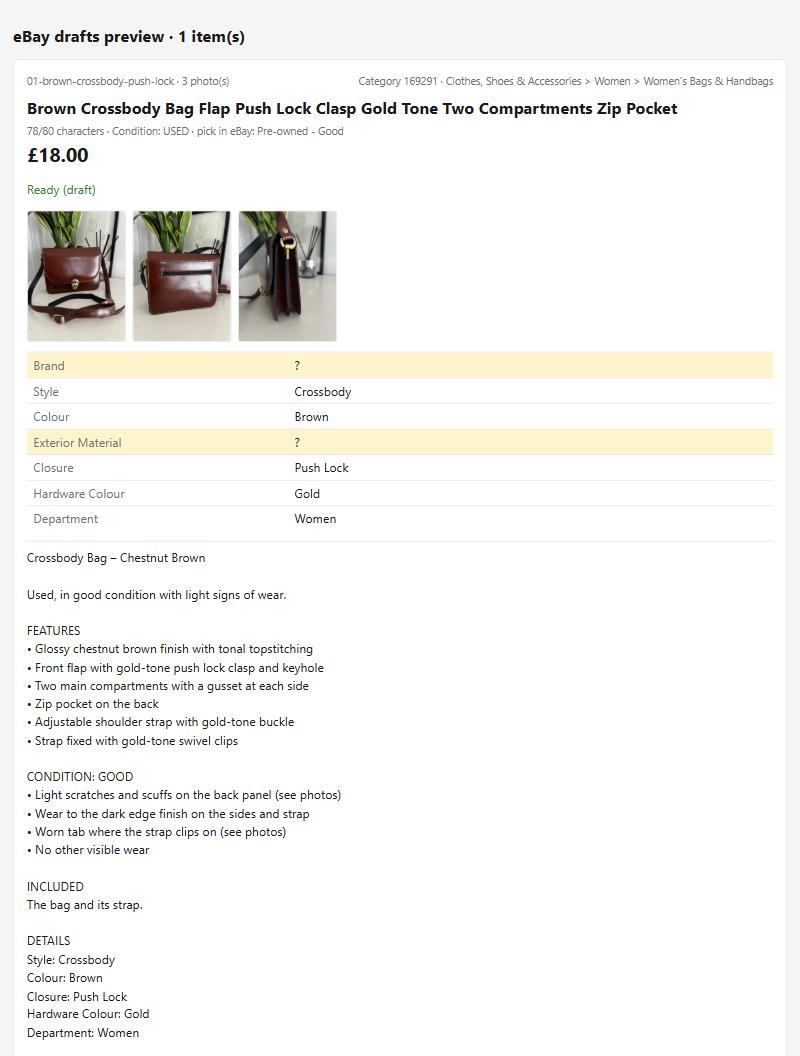 eBay drafts preview · 1 item(s)
01-brown-crossbody-push-lock · 3 photo(s)
Category 169291 · Clothes, Shoes & Accessories > Women > Women's Bags & Handbags
Brown Crossbody Bag Flap Push Lock Clasp Gold Tone Two Compartments Zip Pocket
78/80 characters · Condition: USED · pick in eBay: Pre-owned - Good
£18.00
Ready (draft)
Brand ?
Style Crossbody
Colour Brown
Exterior Material ?
Closure Push Lock
Hardware Colour Gold
Department Women
Crossbody Bag – Chestnut Brown
Used, in good condition with light signs of wear.
FEATURES
• Glossy chestnut brown finish with tonal topstitching
• Front flap with gold-tone push lock clasp and keyhole
• Two main compartments with a gusset at each side
• Zip pocket on the back
• Adjustable shoulder strap with gold-tone buckle
• Strap fixed with gold-tone swivel clips
CONDITION: GOOD
• Light scratches and scuffs on the back panel (see photos)
• Wear to the dark edge finish on the sides and strap
• Worn tab where the strap clips on (see photos)
• No other visible wear
INCLUDED
The bag and its strap.
DETAILS
Style: Crossbody
Colour: Brown
Closure: Push Lock
Hardware Colour: Gold
Department: Women